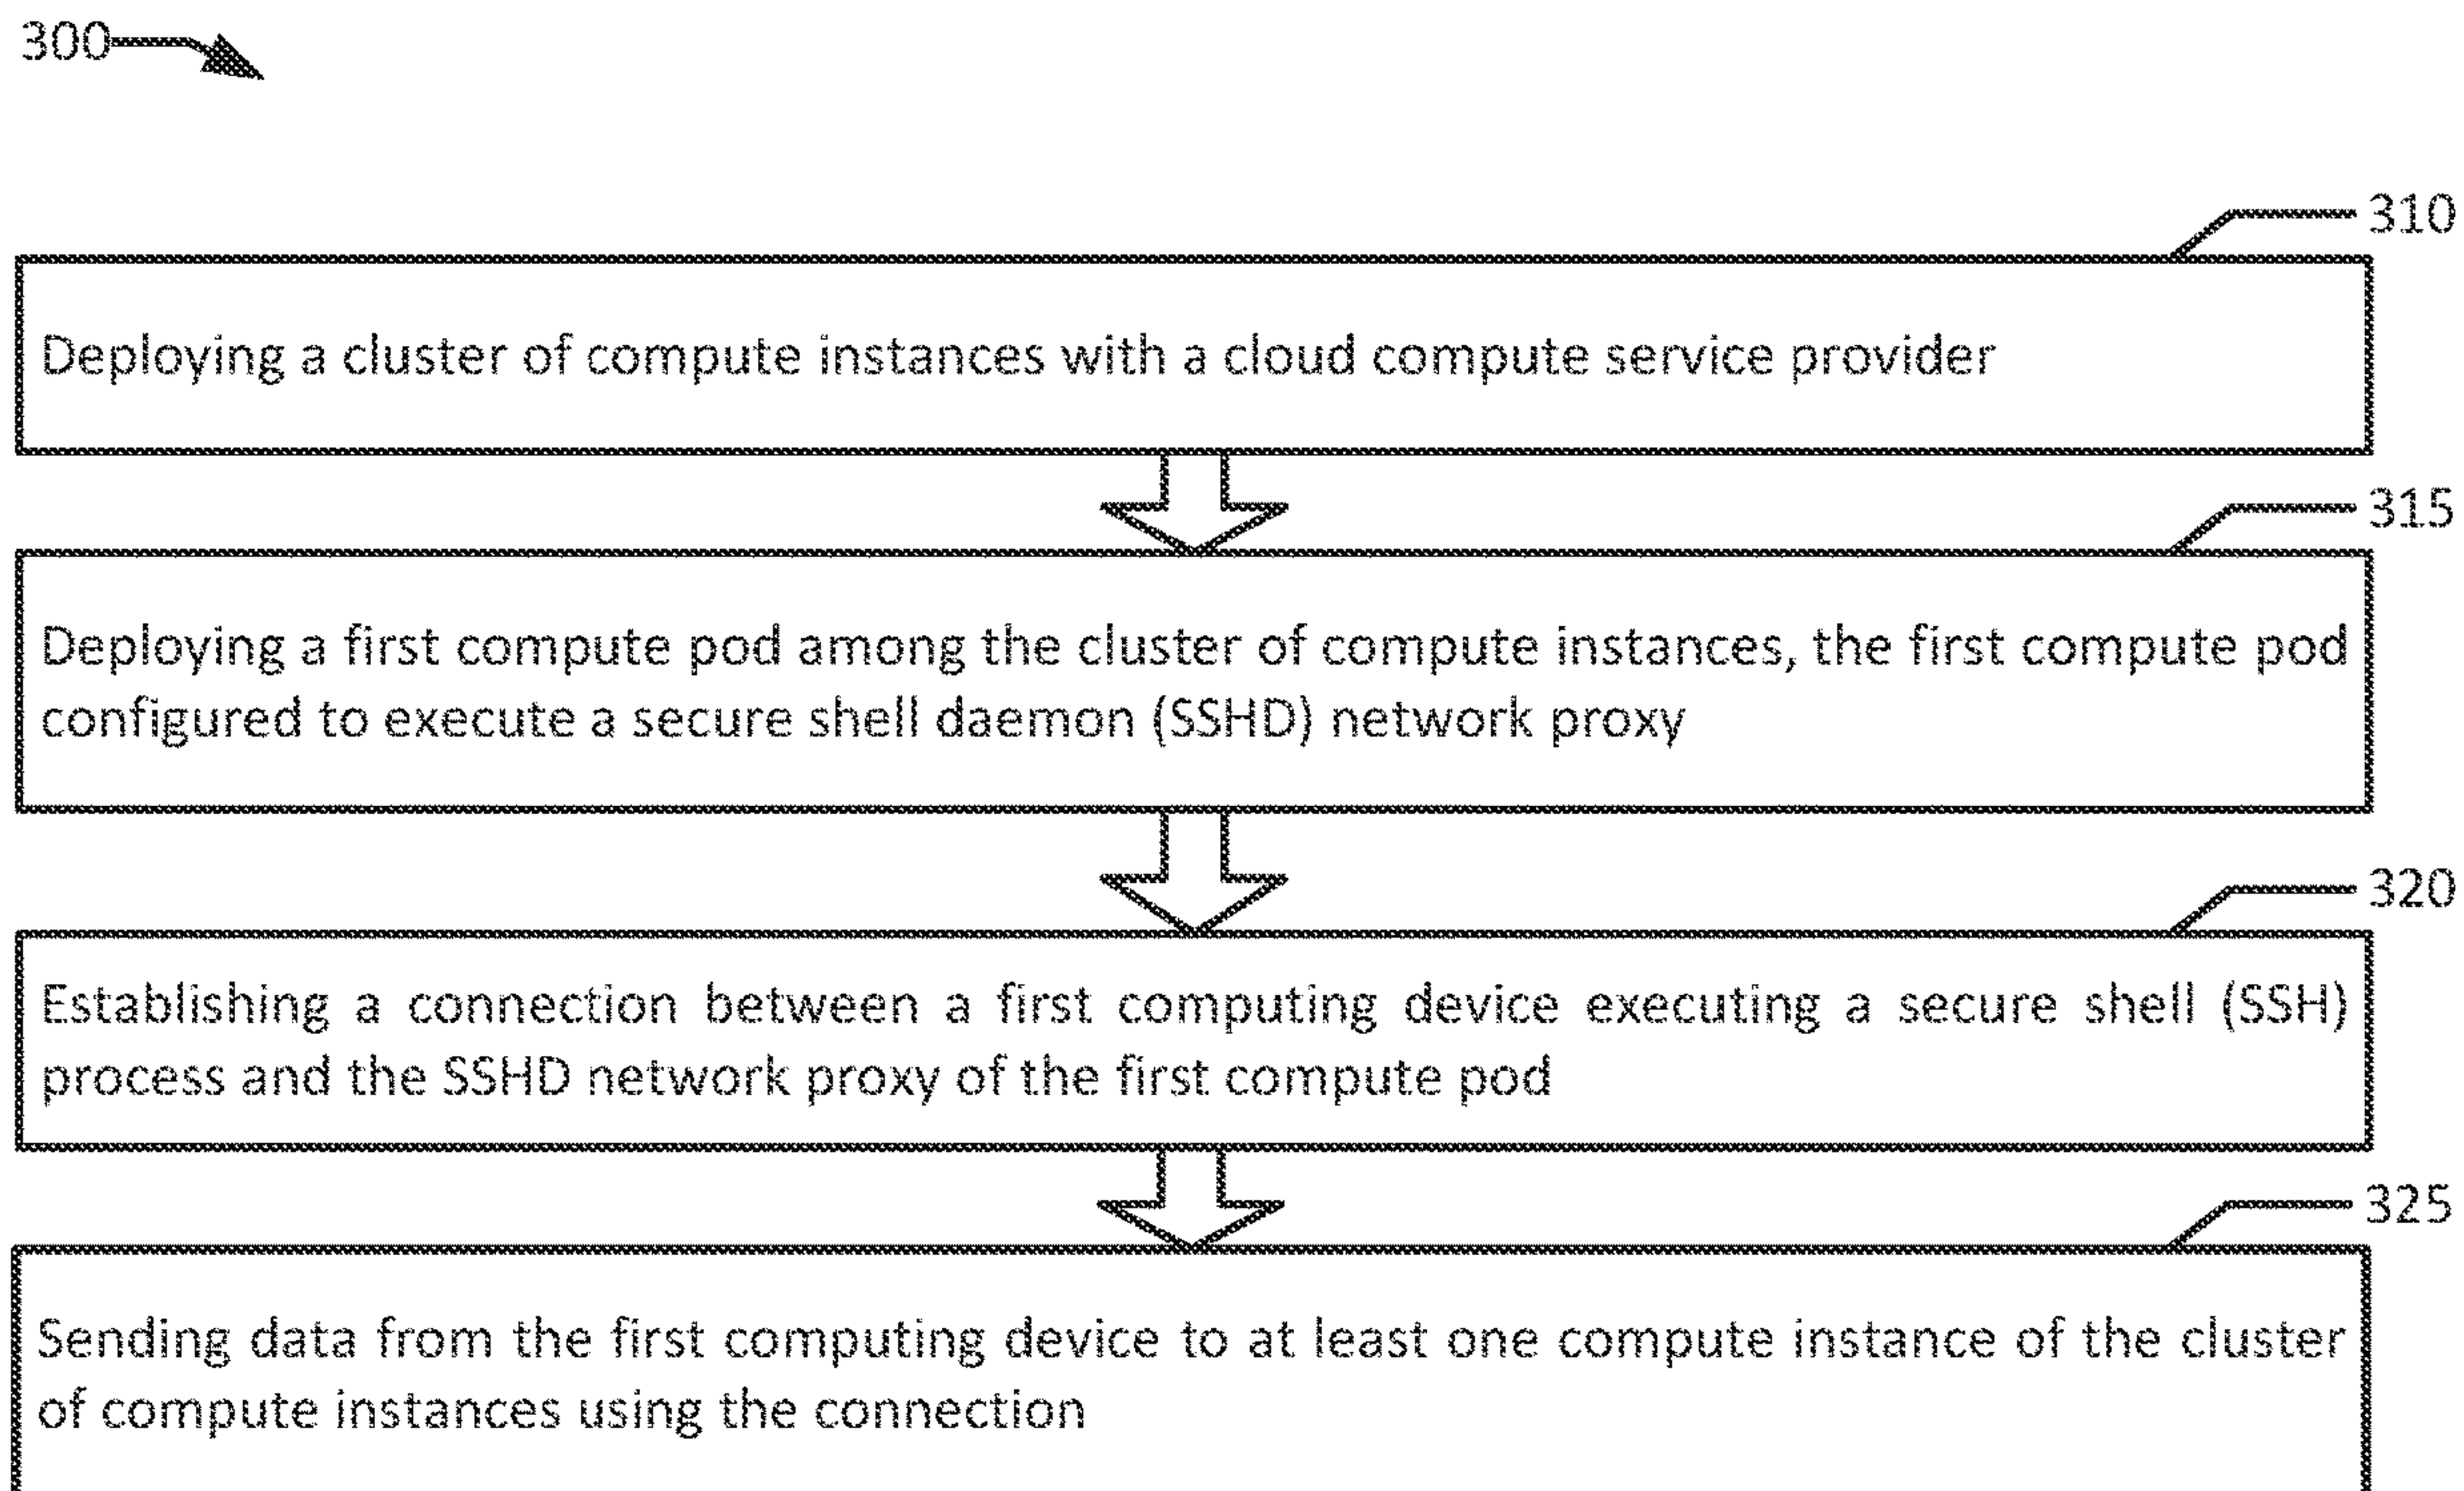 300
310
Deploying a cluster of compute instances with a cloud compute service provider
315
Deploying a first compute pod among the cluster of compute instances, the first compute pod
configured to execute a secure shell daemon (SSHD) network proxy
320
Establishing a connection between a first computing device executing a secure shell (SSH)
process and the SSHD network proxy of the first compute pod
325
Sending data from the first computing device to at least one compute instance of the cluster
of compute instances using the connection